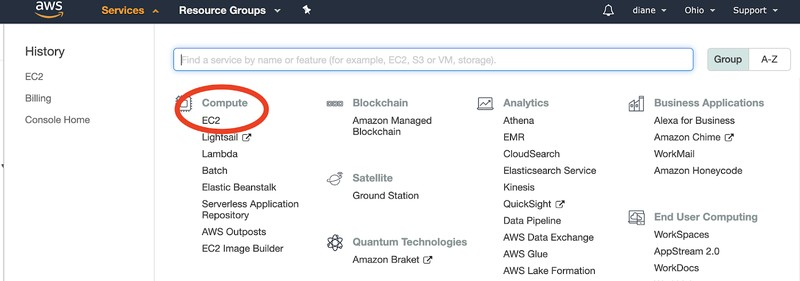 aws
Services
Resource Groups
diane
Ohio
Support
History
EC2
Billing
Console Home
Find a service by name or feature (for example, EC2, S3 or VM, storage).
Group
A-Z
Compute
EC2
Lightsail
Lambda
Batch
Elastic Beanstalk
Serverless Application
Repository
AWS Outposts
EC2 Image Builder
Blockchain
Amazon Managed
Blockchain
Satellite
Ground Station
Quantum Technologies
Amazon Braket
Analytics
Athena
EMR
CloudSearch
Elasticsearch Service
Kinesis
QuickSight
Data Pipeline
AWS Data Exchange
AWS Glue
AWS Lake Formation
Business Applications
Alexa for Business
Amazon Chime
WorkMail
Amazon Honeycode
End User Computing
WorkSpaces
AppStream 2.0
WorkDocs